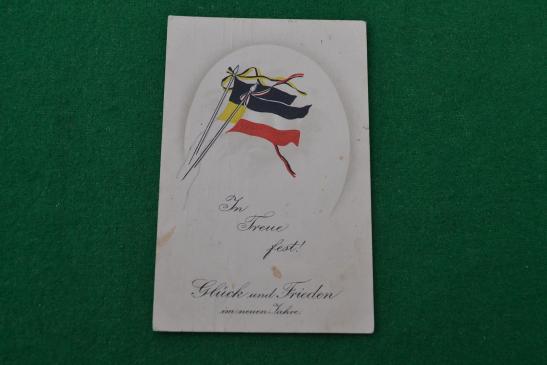 In
Treue
fest!
Glück und Frieden
im neuen Jahre.